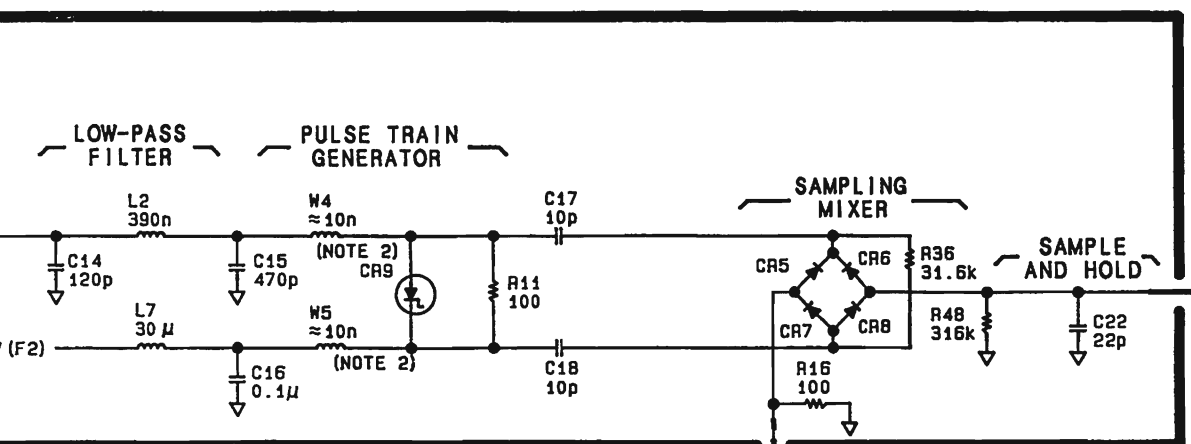 LOW-PASS
FILTER
PULSE TRAIN
GENERATOR
SAMPLING
MIXER
SAMPLE
AND HOLD
L2
390n
W4
≈10n
(NOTE 2)
C17
10p
C14
120p
C15
470p
CR9
R11
100
CR5
CR6
R36
31.6k
L7
30 µ
W5
≈10n
(NOTE 2)
CR7
CR8
R48
316k
C22
22p
(F2)
C16
0.1µ
C18
10p
R16
100